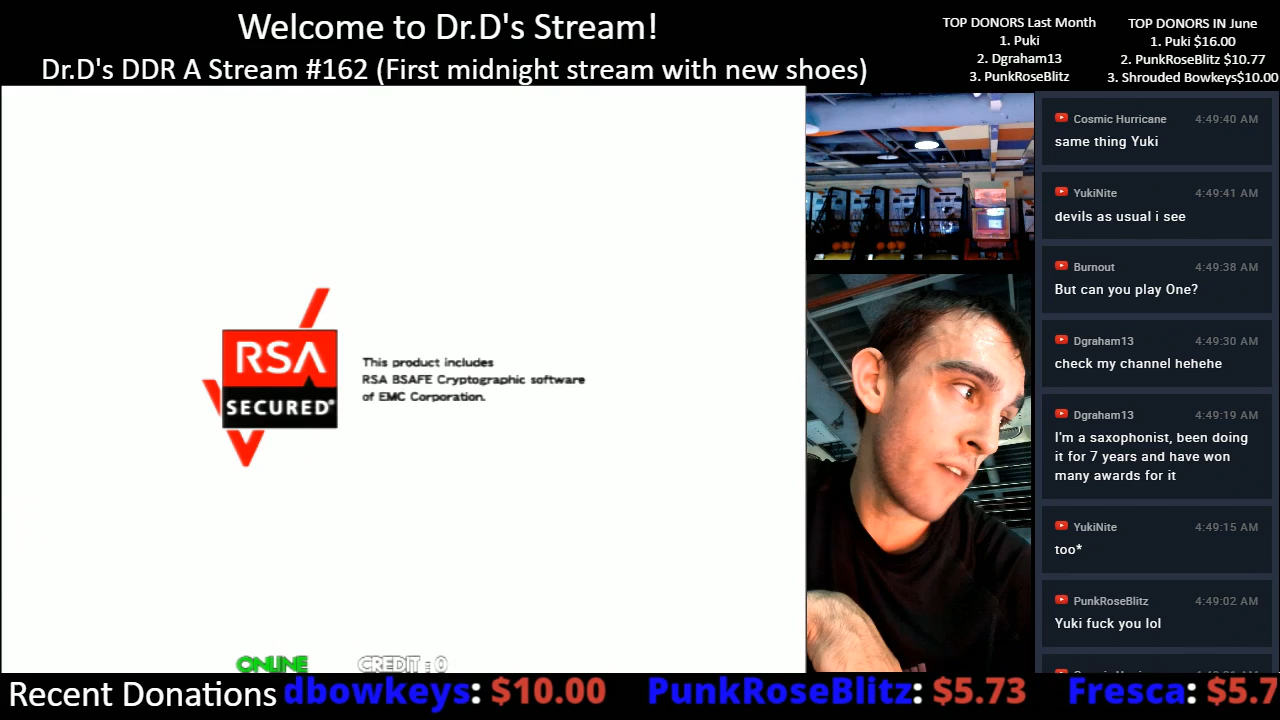 Welcome to Dr.D's Stream!
Dr.D's DDR A Stream #162 (First midnight stream with new shoes)
TOP DONORS Last Month
1. Puki
2. Dgraham13
3. PunkRoseBlitz
TOP DONORS IN June
1. Puki $16.00
2. PunkRoseBlitz $10.77
3. Shrouded Bowkeys$10.00
RSA
SECURED®
This product includes
RSA BSAFE Cryptographic software
of EMC Corporation.
ONLINE
CREDIT : 0
Cosmic Hurricane 4:49:40 AM
same thing Yuki
YukiNite 4:49:41 AM
devils as usual i see
Burnout 4:49:38 AM
But can you play One?
Dgraham13 4:49:30 AM
check my channel hehehe
Dgraham13 4:49:19 AM
I'm a saxophonist, been doing
it for 7 years and have won
many awards for it
YukiNite 4:49:15 AM
too*
PunkRoseBlitz 4:49:02 AM
Yuki fuck you lol
Recent Donations dbowkeys: $10.00 PunkRoseBlitz: $5.73 Fresca: $5.7